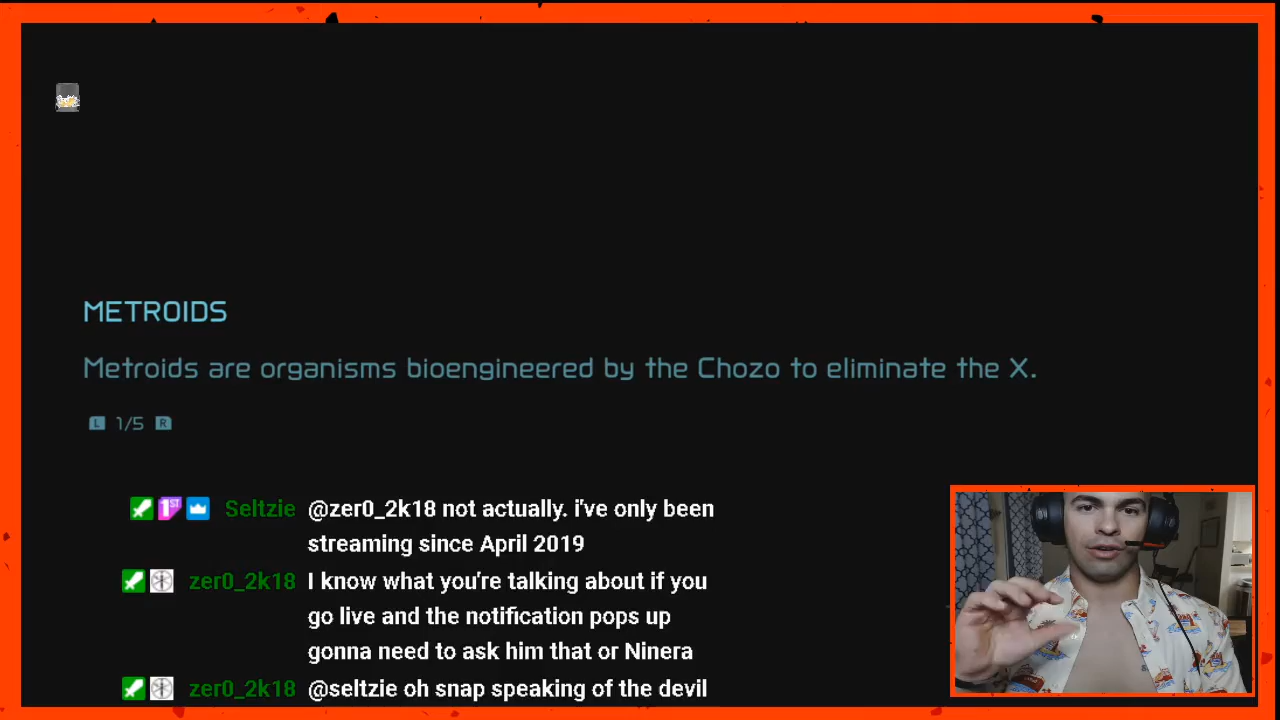 METROIDS
Metroids are organisms bioengineered by the Chozo to eliminate the X.
L 1/5 R
1ST Seltzie @zer0_2k18 not actually. i've only been
streaming since April 2019
zer0_2k18 I know what you're talking about if you
go live and the notification pops up
gonna need to ask him that or Ninera
zer0_2k18 @seltzie oh snap speaking of the devil